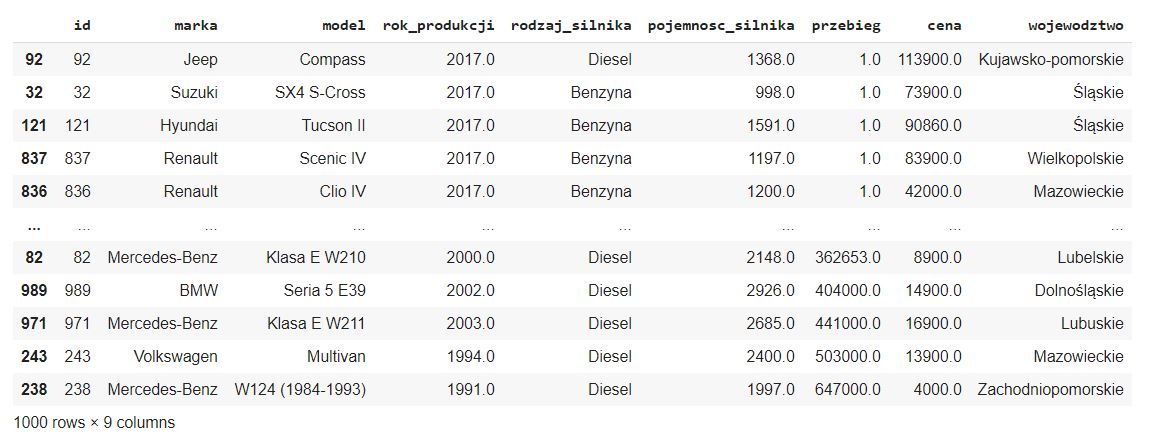 id marka model rok_produkcji rodzaj_silnika pojemnosc_silnika przebieg cena wojewodztwo
92 92 Jeep Compass 2017.0 Diesel 1368.0 1.0 113900.0 Kujawsko-pomorskie
32 32 Suzuki SX4 S-Cross 2017.0 Benzyna 998.0 1.0 73900.0 Śląskie
121 121 Hyundai Tucson II 2017.0 Benzyna 1591.0 1.0 90860.0 Śląskie
837 837 Renault Scenic IV 2017.0 Benzyna 1197.0 1.0 83900.0 Wielkopolskie
836 836 Renault Clio IV 2017.0 Benzyna 1200.0 1.0 42000.0 Mazowieckie
... ... ... ... ... ... ... ... ... ...
82 82 Mercedes-Benz Klasa E W210 2000.0 Diesel 2148.0 362653.0 8900.0 Lubelskie
989 989 BMW Seria 5 E39 2002.0 Diesel 2926.0 404000.0 14900.0 Dolnośląskie
971 971 Mercedes-Benz Klasa E W211 2003.0 Diesel 2685.0 441000.0 16900.0 Lubuskie
243 243 Volkswagen Multivan 1994.0 Diesel 2400.0 503000.0 13900.0 Mazowieckie
238 238 Mercedes-Benz W124 (1984-1993) 1991.0 Diesel 1997.0 647000.0 4000.0 Zachodniopomorskie
1000 rows × 9 columns